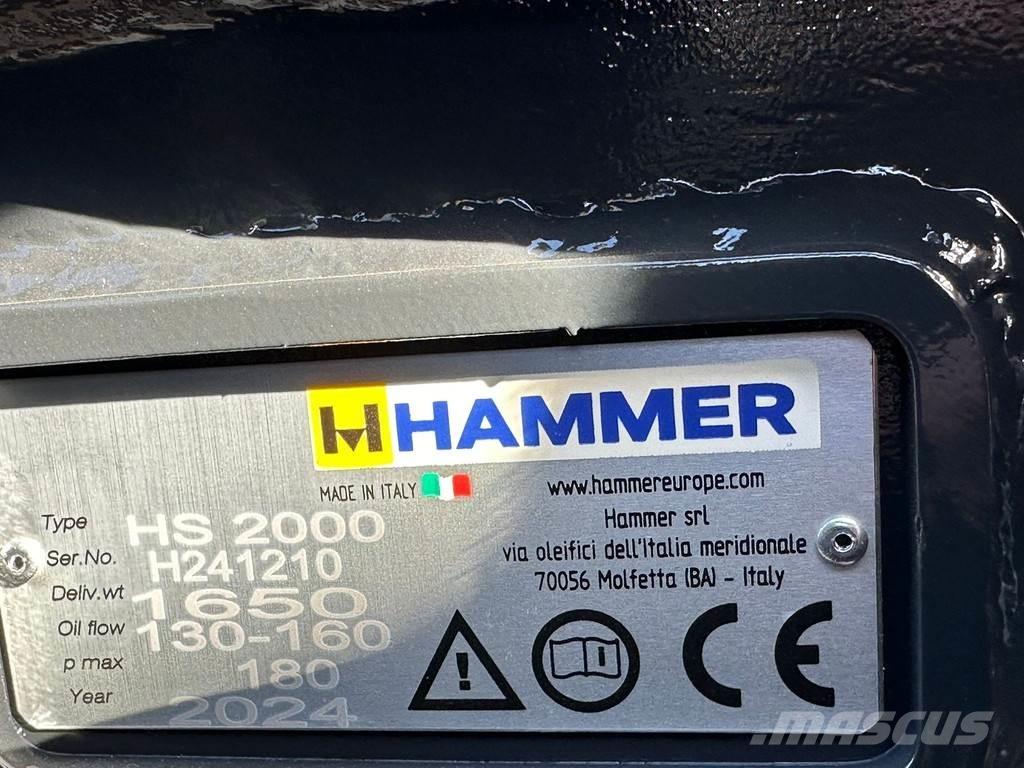 HAMMER
MADE IN ITALY
www.hammereurope.com
Hammer srl
via oleifici dell'Italia meridionale
70056 Molfetta (BA) - Italy
Type HS 2000
Ser.No. H241210
Deliv.wt 1650
Oil flow 130-160
p max 180
Year 2024
CE
MASCUS